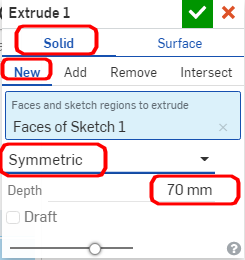 Extrude 1
Solid Surface
New Add Remove Intersect
Faces and sketch regions to extrude
Faces of Sketch 1
Symmetric
Depth 70 mm
Draft